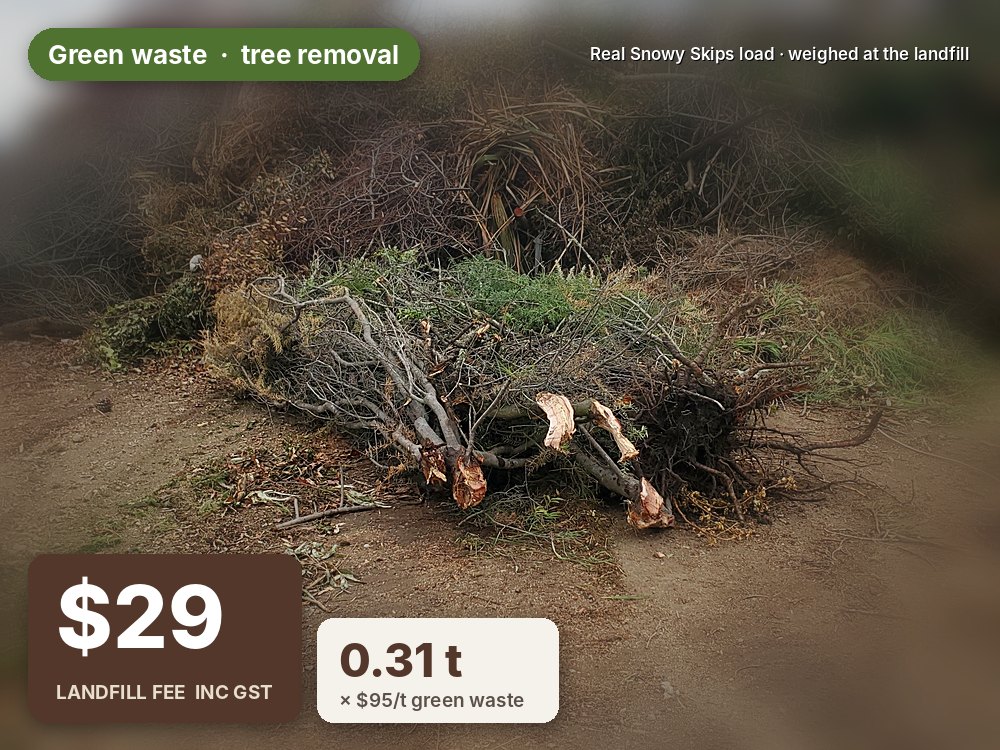 Green waste · tree removal
Real Snowy Skips load · weighed at the landfill
$29
LANDFILL FEE INC GST
0.31 t
× $95/t green waste